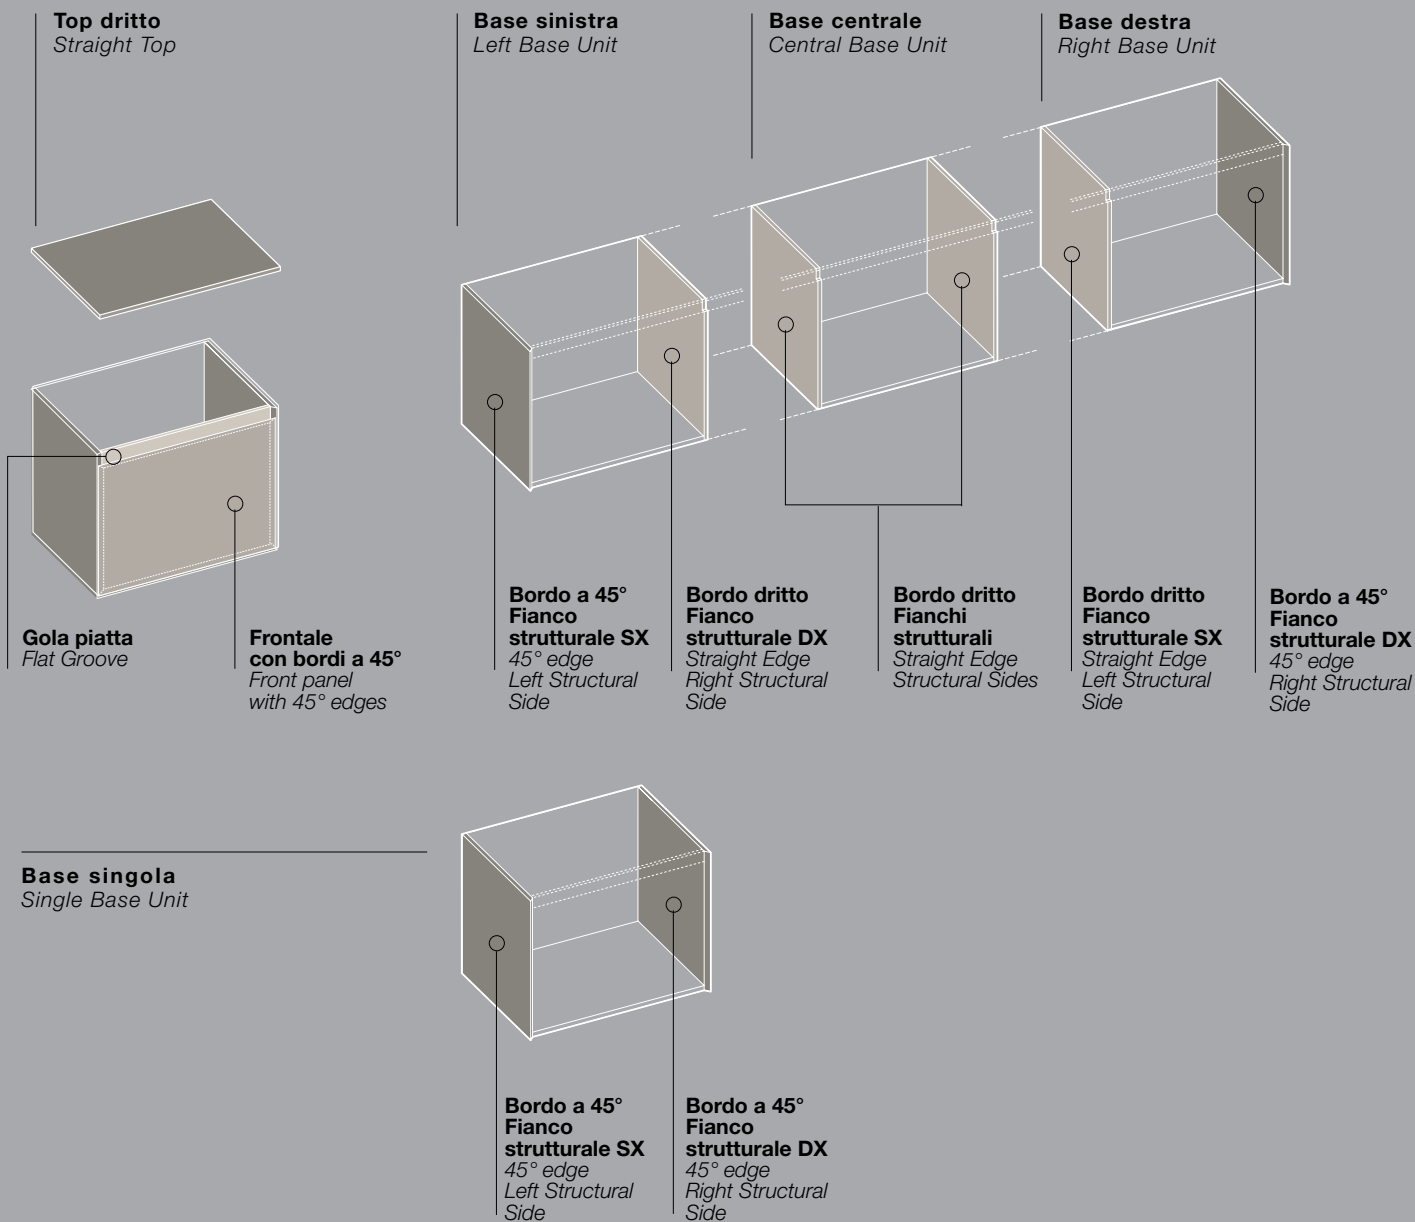 Top dritto
Straight Top
Base sinistra
Left Base Unit
Base centrale
Central Base Unit
Base destra
Right Base Unit
Gola piatta
Flat Groove
Frontale
con bordi a 45°
Front panel
with 45° edges
Bordo a 45°
Fianco
strutturale SX
45° edge
Left Structural
Side
Bordo dritto
Fianco
strutturale DX
Straight Edge
Right Structural
Side
Bordo dritto
Fianchi
strutturali
Straight Edge
Structural Sides
Bordo dritto
Fianco
strutturale SX
Straight Edge
Left Structural
Side
Bordo a 45°
Fianco
strutturale DX
45° edge
Right Structural
Side
Base singola
Single Base Unit
Bordo a 45°
Fianco
strutturale SX
45° edge
Left Structural
Side
Bordo a 45°
Fianco
strutturale DX
45° edge
Right Structural
Side